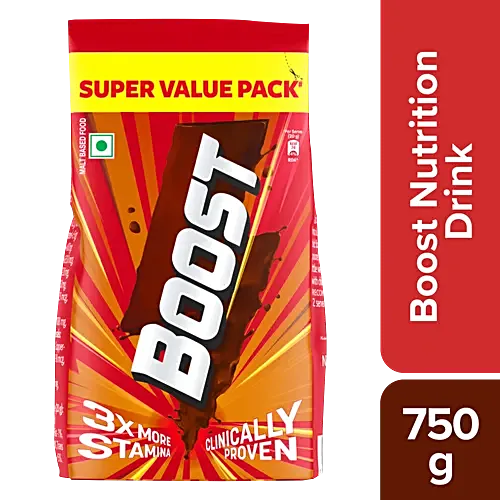 SUPER VALUE PACK*
MALT BASED FOOD
BOOST
3X MORE
STAMINA
CLINICALLY
PROVEN
Boost Nutrition
Drink
750
g